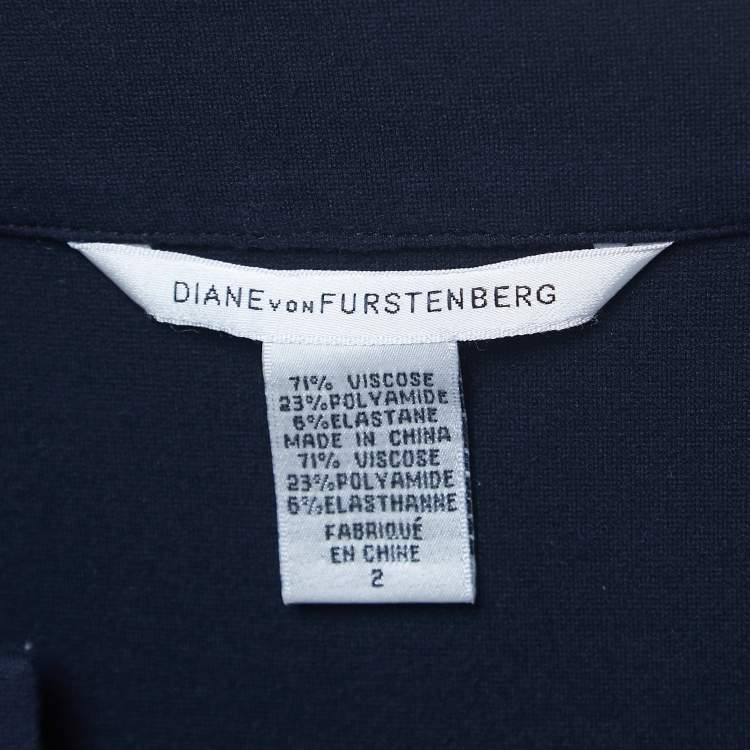 DIANE VON FURSTENBERG
71% VISCOSE
23%POLYAMIDE
6%ELASTANE
MADE IN CHINA
71% VISCOSE
23%POLYAMIDE
6%ELASTHANNE
FABRIQUÉ
EN CHINE
2